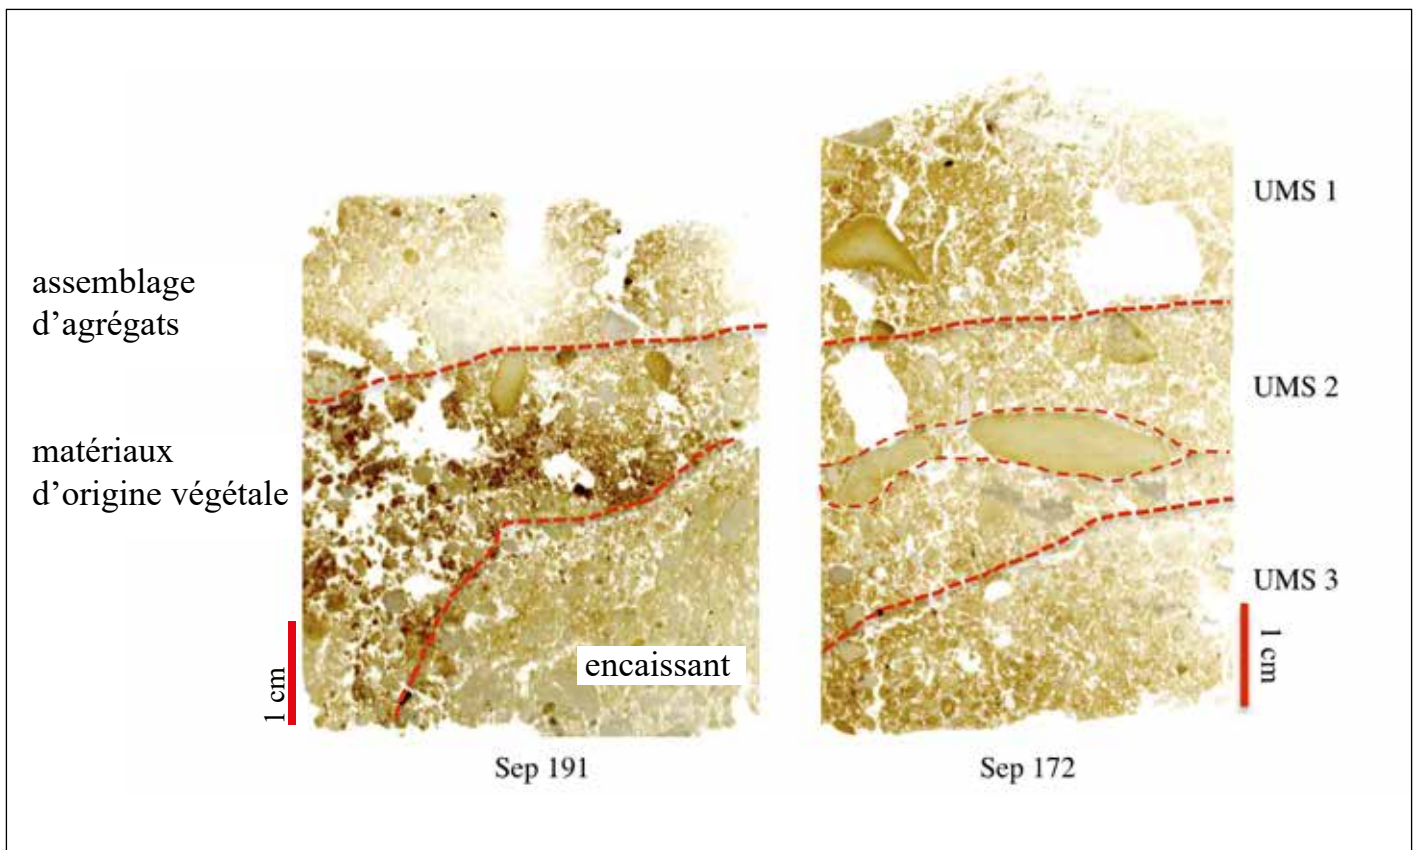 assemblage
d’agrégats
matériaux
d’origine végétale
1 cm
encaissant
Sep 191
UMS 1
UMS 2
UMS 3
1 cm
Sep 172